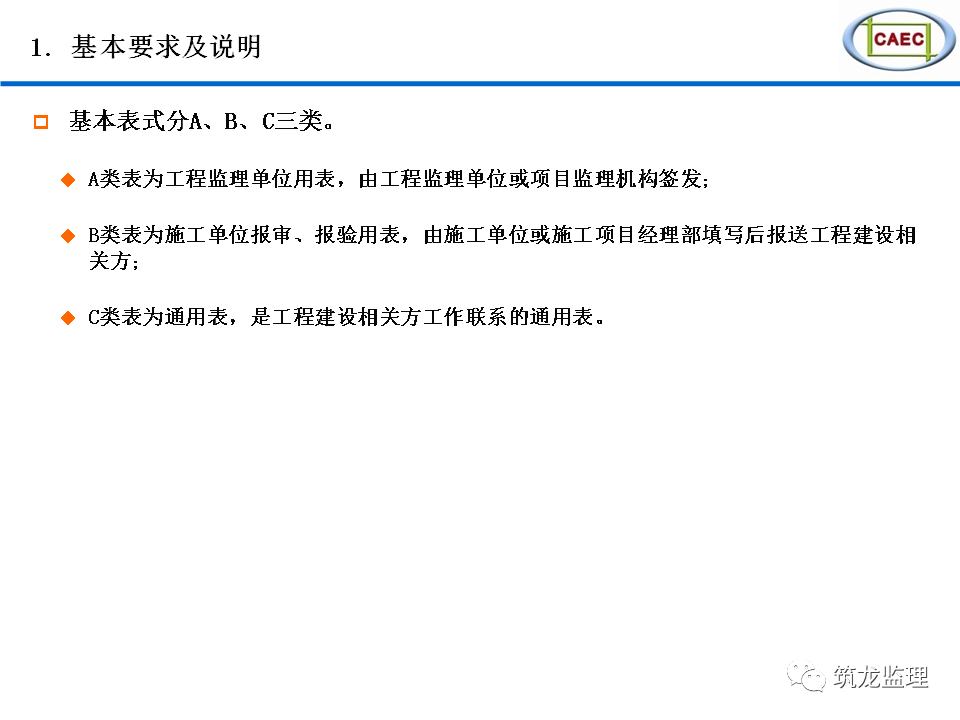 1. 基本要求及说明
CAEC
基本表式分A、B、C三类。
A类表为工程监理单位用表，由工程监理单位或项目监理机构签发；
B类表为施工单位报审、报验用表，由施工单位或施工项目经理部填写后报送工程建设相
关方；
C类表为通用表，是工程建设相关方工作联系的通用表。
筑龙监理